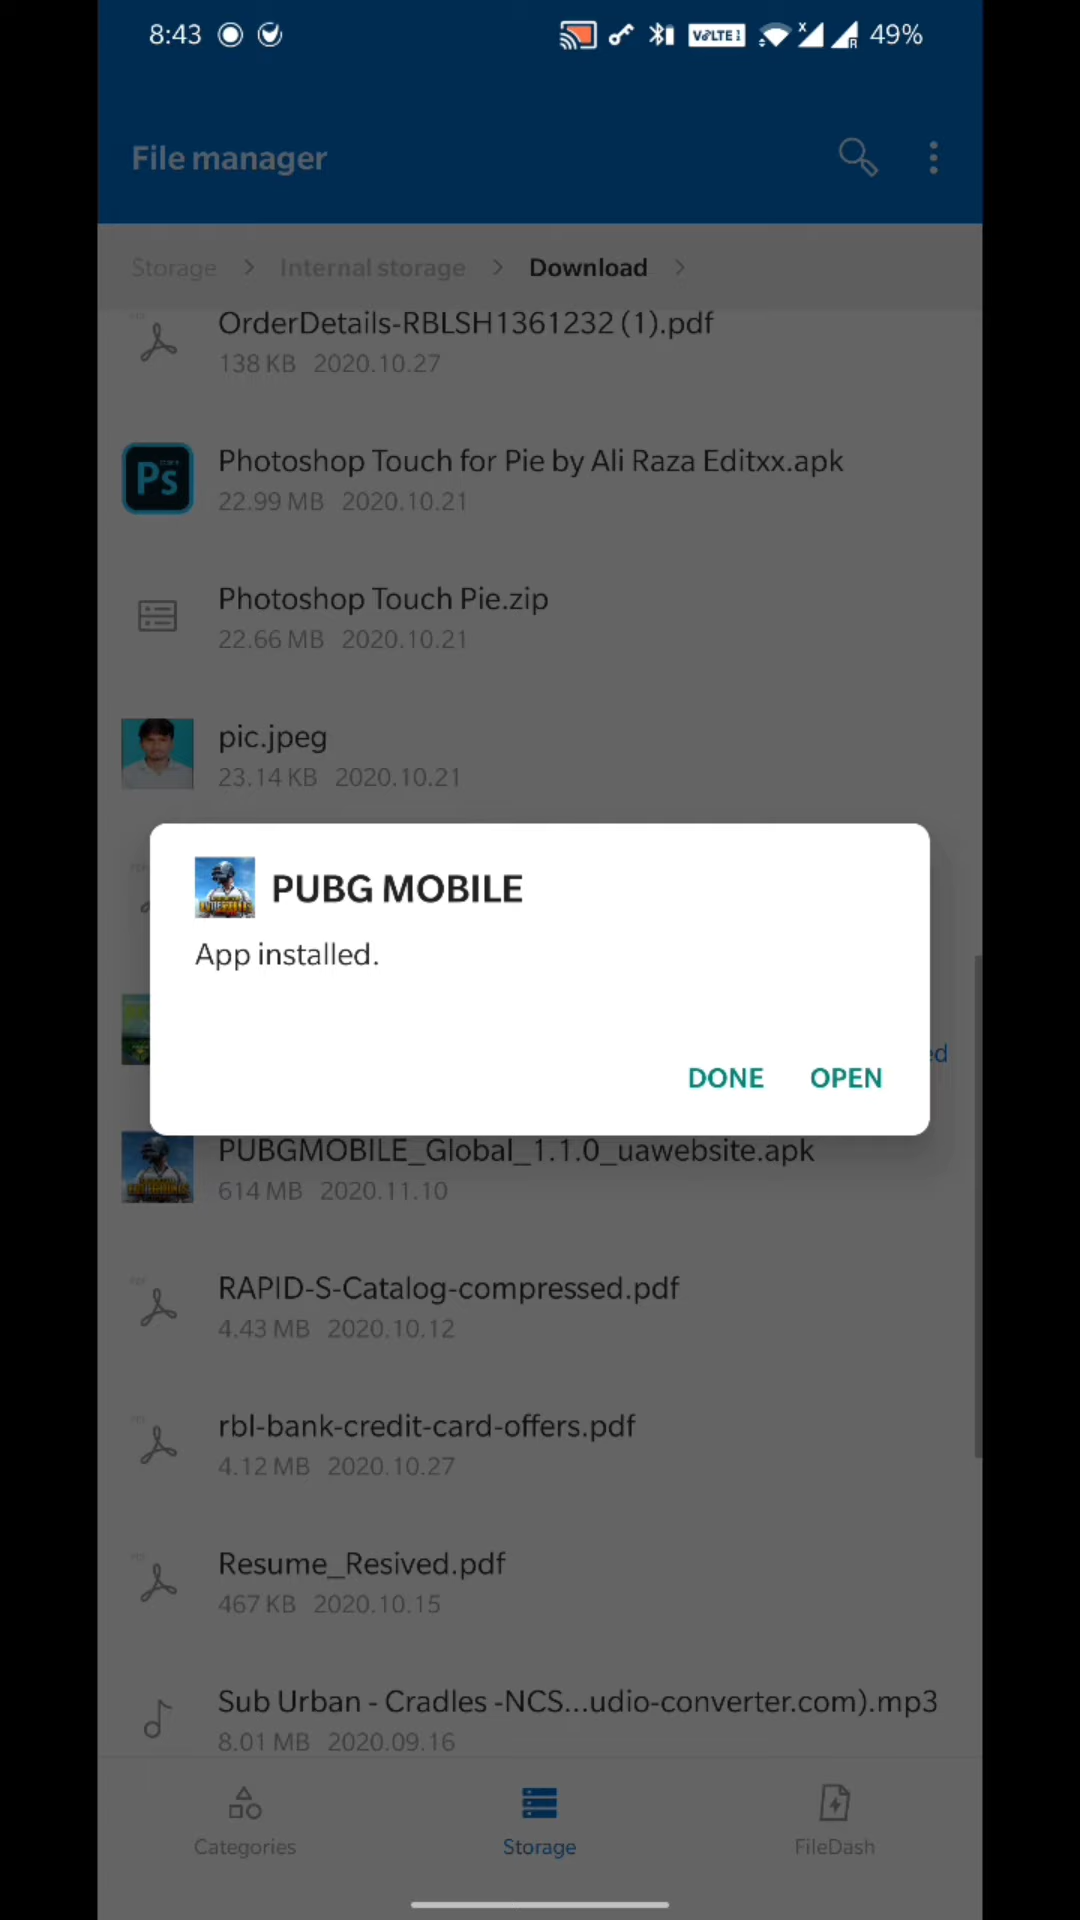 8:43
VoLTE 1
R
49%
File manager
Storage > Internal storage > Download >
OrderDetails-RBLSH1361232 (1).pdf
138 KB 2020.10.27
Ps
Photoshop Touch for Pie by Ali Raza Editxx.apk
22.99 MB 2020.10.21
Photoshop Touch Pie.zip
22.66 MB 2020.10.21
pic.jpeg
23.14 KB 2020.10.21
PUBG MOBILE
App installed.
ed
DONE OPEN
PUBGMOBILE_Global_1.1.0_uawebsite.apk
614 MB 2020.11.10
RAPID-S-Catalog-compressed.pdf
4.43 MB 2020.10.12
rbl-bank-credit-card-offers.pdf
4.12 MB 2020.10.27
Resume_Resived.pdf
467 KB 2020.10.15
Sub Urban - Cradles -NCS...udio-converter.com).mp3
8.01 MB 2020.09.16
Categories
Storage
FileDash